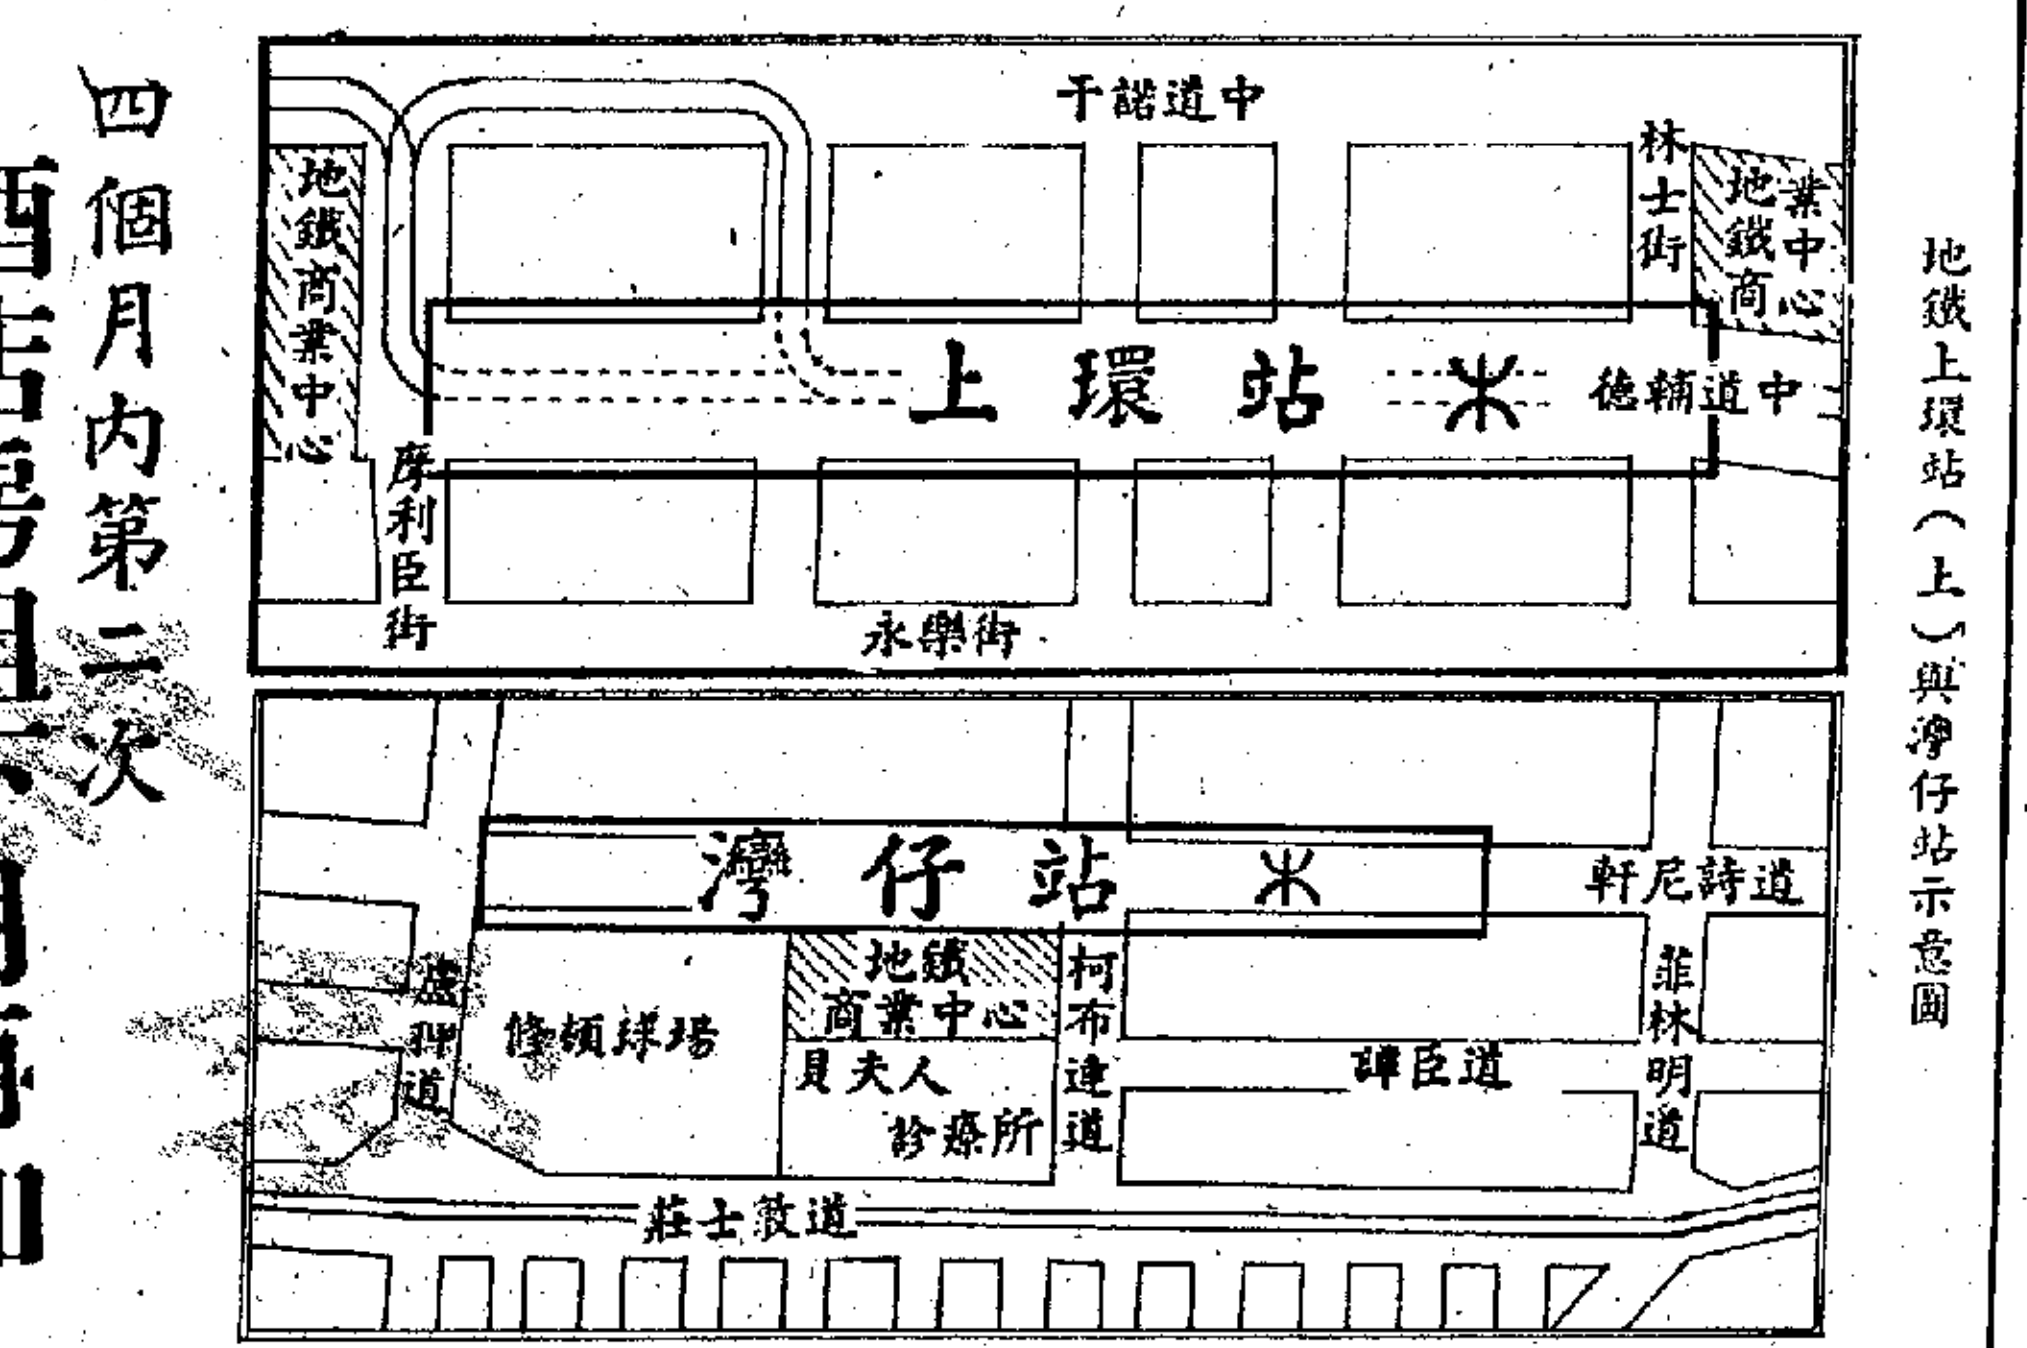 地鐵上環站(上)與灣仔站示意圖
干諾道中
林士街
地鐵商
業中心
地鐵商業中心
上環站
德輔道中
摩利臣街
永樂街
灣仔站
軒尼詩道
盧押道
修頓球場
地鐵
商業中心
貝夫人
診療所
柯布連道
譚臣道
菲林明道
莊士敦道
四個月內第二次